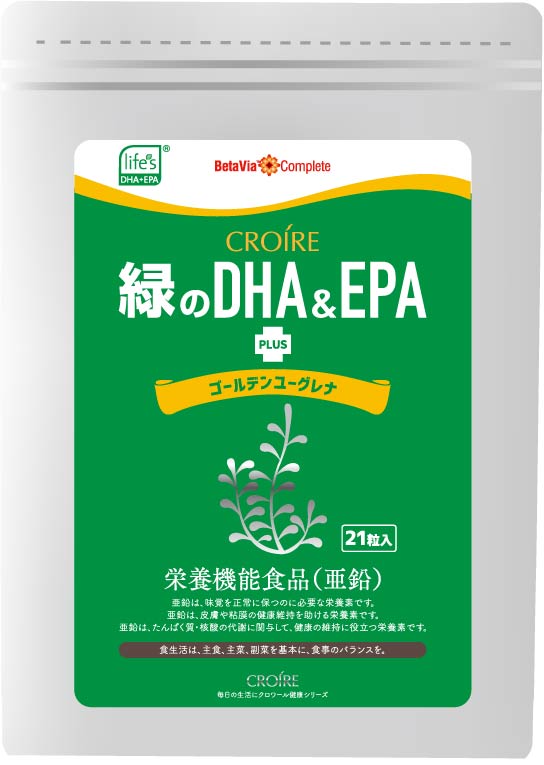 life's®
DHA+EPA
BetaVia Complete
CROÍRE
緑のDHA&EPA
PLUS
ゴールデンユーグレナ
21粒入
栄養機能食品(亜鉛)
亜鉛は、味覚を正常に保つのに必要な栄養素です。
亜鉛は、皮膚や粘膜の健康維持を助ける栄養素です。
亜鉛は、たんぱく質・核酸の代謝に関与して、健康の維持に役立つ栄養素です。
食生活は、主食、主菜、副菜を基本に、食事のバランスを。
CROÍRE
毎日の生活にクロワール健康シリーズ